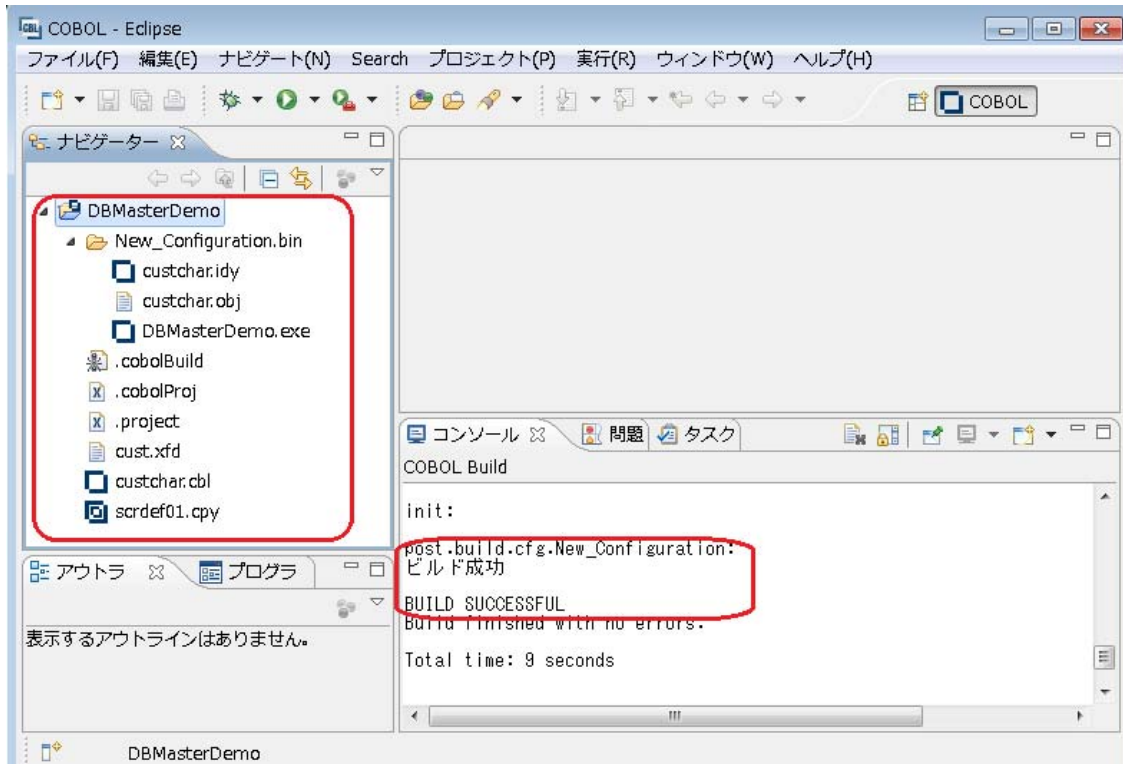 COBOL - Eclipse
ファイル(F) 編集(E) ナビゲート(N) Search プロジェクト(P) 実行(R) ウィンドウ(W) ヘルプ(H)
COBOL
ナビゲーター
DBMasterDemo
New_Configuration.bin
custchar.idy
custchar.obj
DBMasterDemo.exe
.cobolBuild
.cobolProj
.project
cust.xfd
custchar.cbl
scrdef01.cpy
アウトラ プログラ
表示するアウトラインはありません。
コンソール 問題 タスク
COBOL Build
init:
post.build.cfg.New_Configuration:
ビルド成功
BUILD SUCCESSFUL
Build finished with no errors.
Total time: 9 seconds
DBMasterDemo